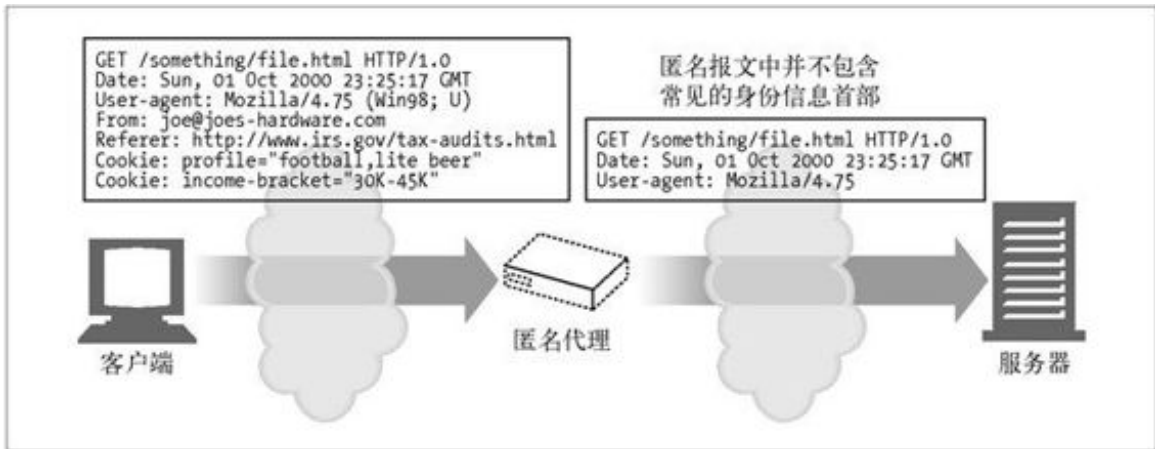 GET /something/file.html HTTP/1.0
Date: Sun, 01 Oct 2000 23:25:17 GMT
User-agent: Mozilla/4.75 (Win98; U)
From: joe@joes-hardware.com
Referer: http://www.irs.gov/tax-audits.html
Cookie: profile="football,lite beer"
Cookie: income-bracket="30K-45K"
匿名报文中并不包含
常见的身份信息首部
GET /something/file.html HTTP/1.0
Date: Sun, 01 Oct 2000 23:25:17 GMT
User-agent: Mozilla/4.75
客户端
匿名代理
服务器